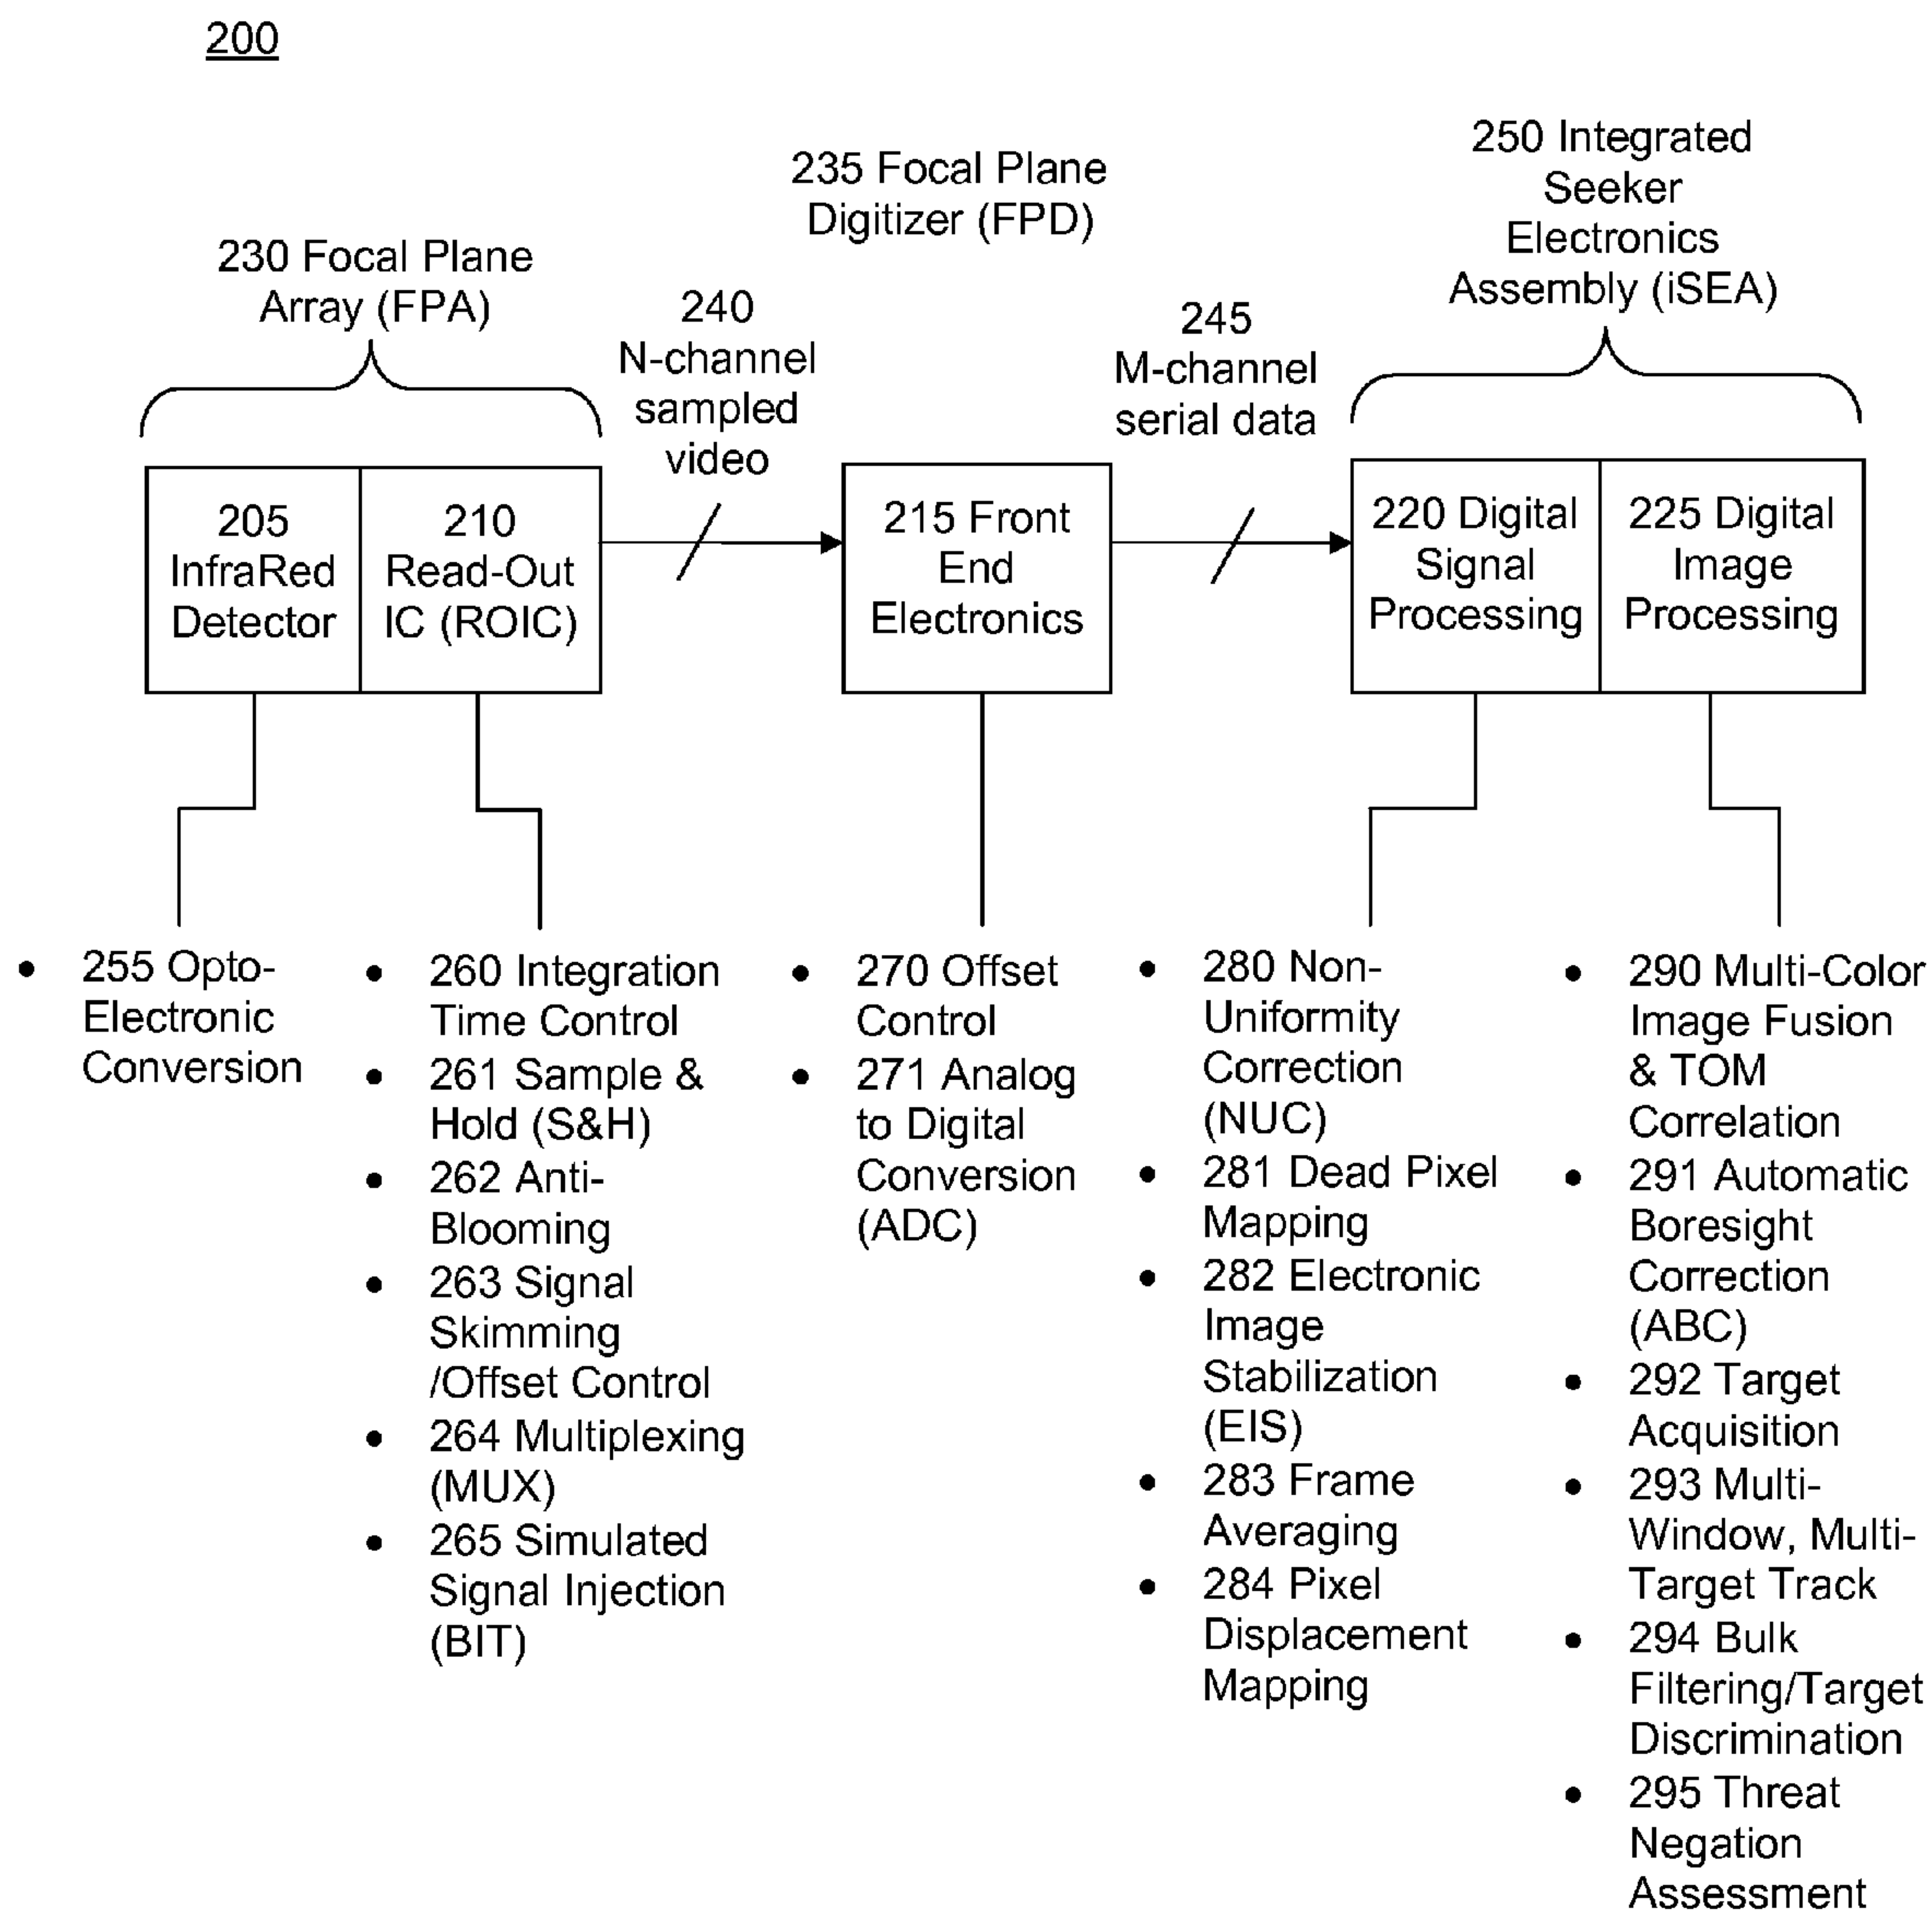 200
230 Focal Plane
Array (FPA)
240
N-channel
sampled
video
235 Focal Plane
Digitizer (FPD)
245
M-channel
serial data
250 Integrated
Seeker
Electronics
Assembly (iSEA)
205
InfraRed
Detector
210
Read-Out
IC (ROIC)
215 Front
End
Electronics
220 Digital
Signal
Processing
225 Digital
Image
Processing
• 255 Opto-
Electronic
Conversion
• 260 Integration
Time Control
• 261 Sample &
Hold (S&H)
• 262 Anti-
Blooming
• 263 Signal
Skimming
/Offset Control
• 264 Multiplexing
(MUX)
• 265 Simulated
Signal Injection
(BIT)
• 270 Offset
Control
• 271 Analog
to Digital
Conversion
(ADC)
• 280 Non-
Uniformity
Correction
(NUC)
• 281 Dead Pixel
Mapping
• 282 Electronic
Image
Stabilization
(EIS)
• 283 Frame
Averaging
• 284 Pixel
Displacement
Mapping
• 290 Multi-Color
Image Fusion
& TOM
Correlation
• 291 Automatic
Boresight
Correction
(ABC)
• 292 Target
Acquisition
• 293 Multi-
Window, Multi-
Target Track
• 294 Bulk
Filtering/Target
Discrimination
• 295 Threat
Negation
Assessment